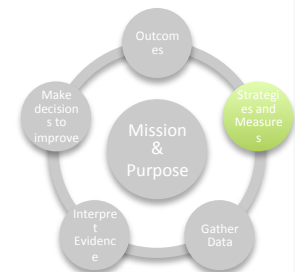 Outcom
es
Strategi
es and
Measure
s
Gather
Data
Interpre
t
Evidenc
e
Make
decision
s to
improve
Mission
&
Purpose